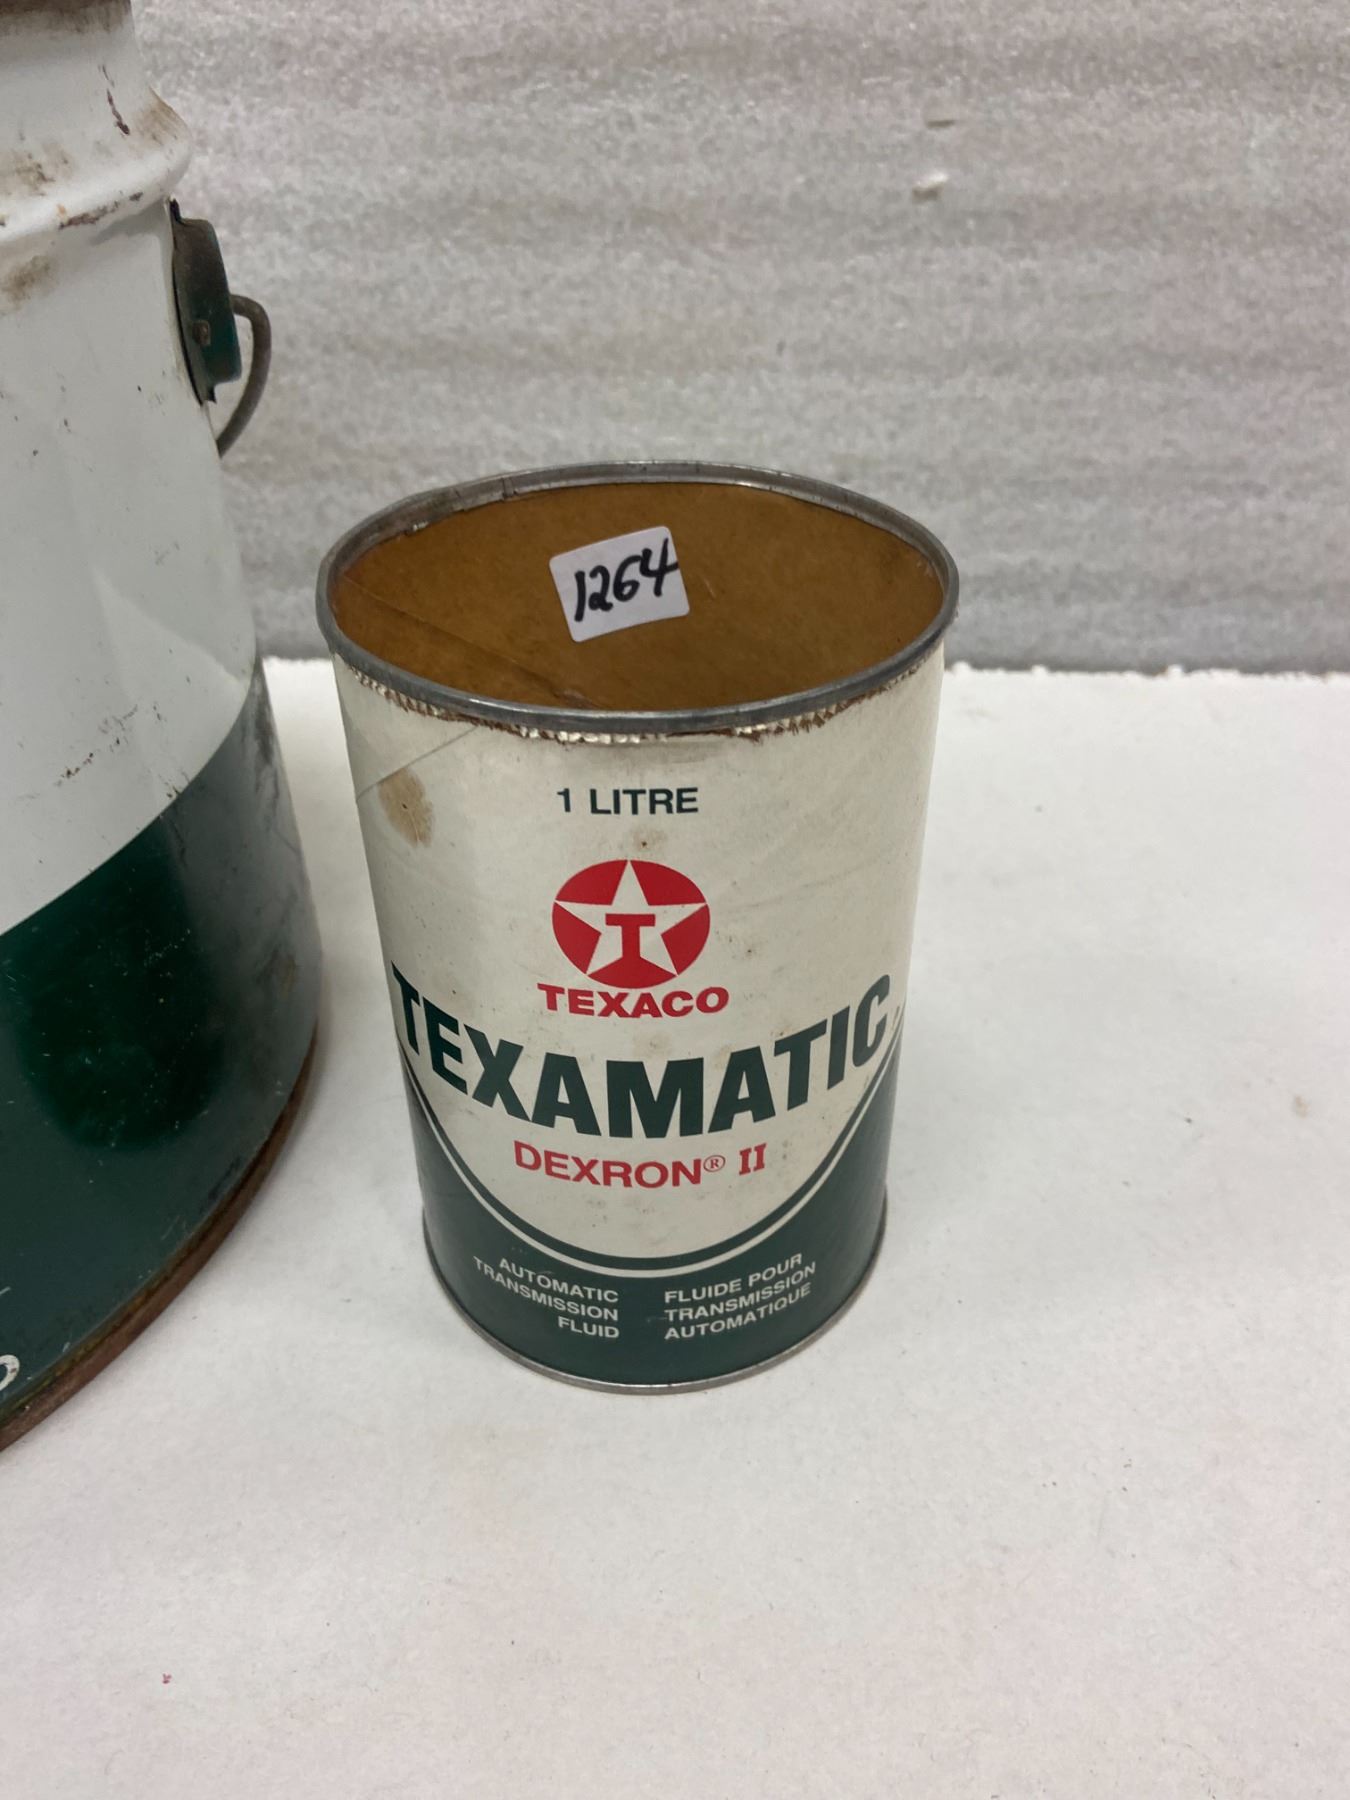 1264
1 LITRE
T
TEXACO
TEXAMATIC
DEXRON® II
AUTOMATIC
TRANSMISSION
FLUID
FLUIDE POUR
TRANSMISSION
AUTOMATIQUE